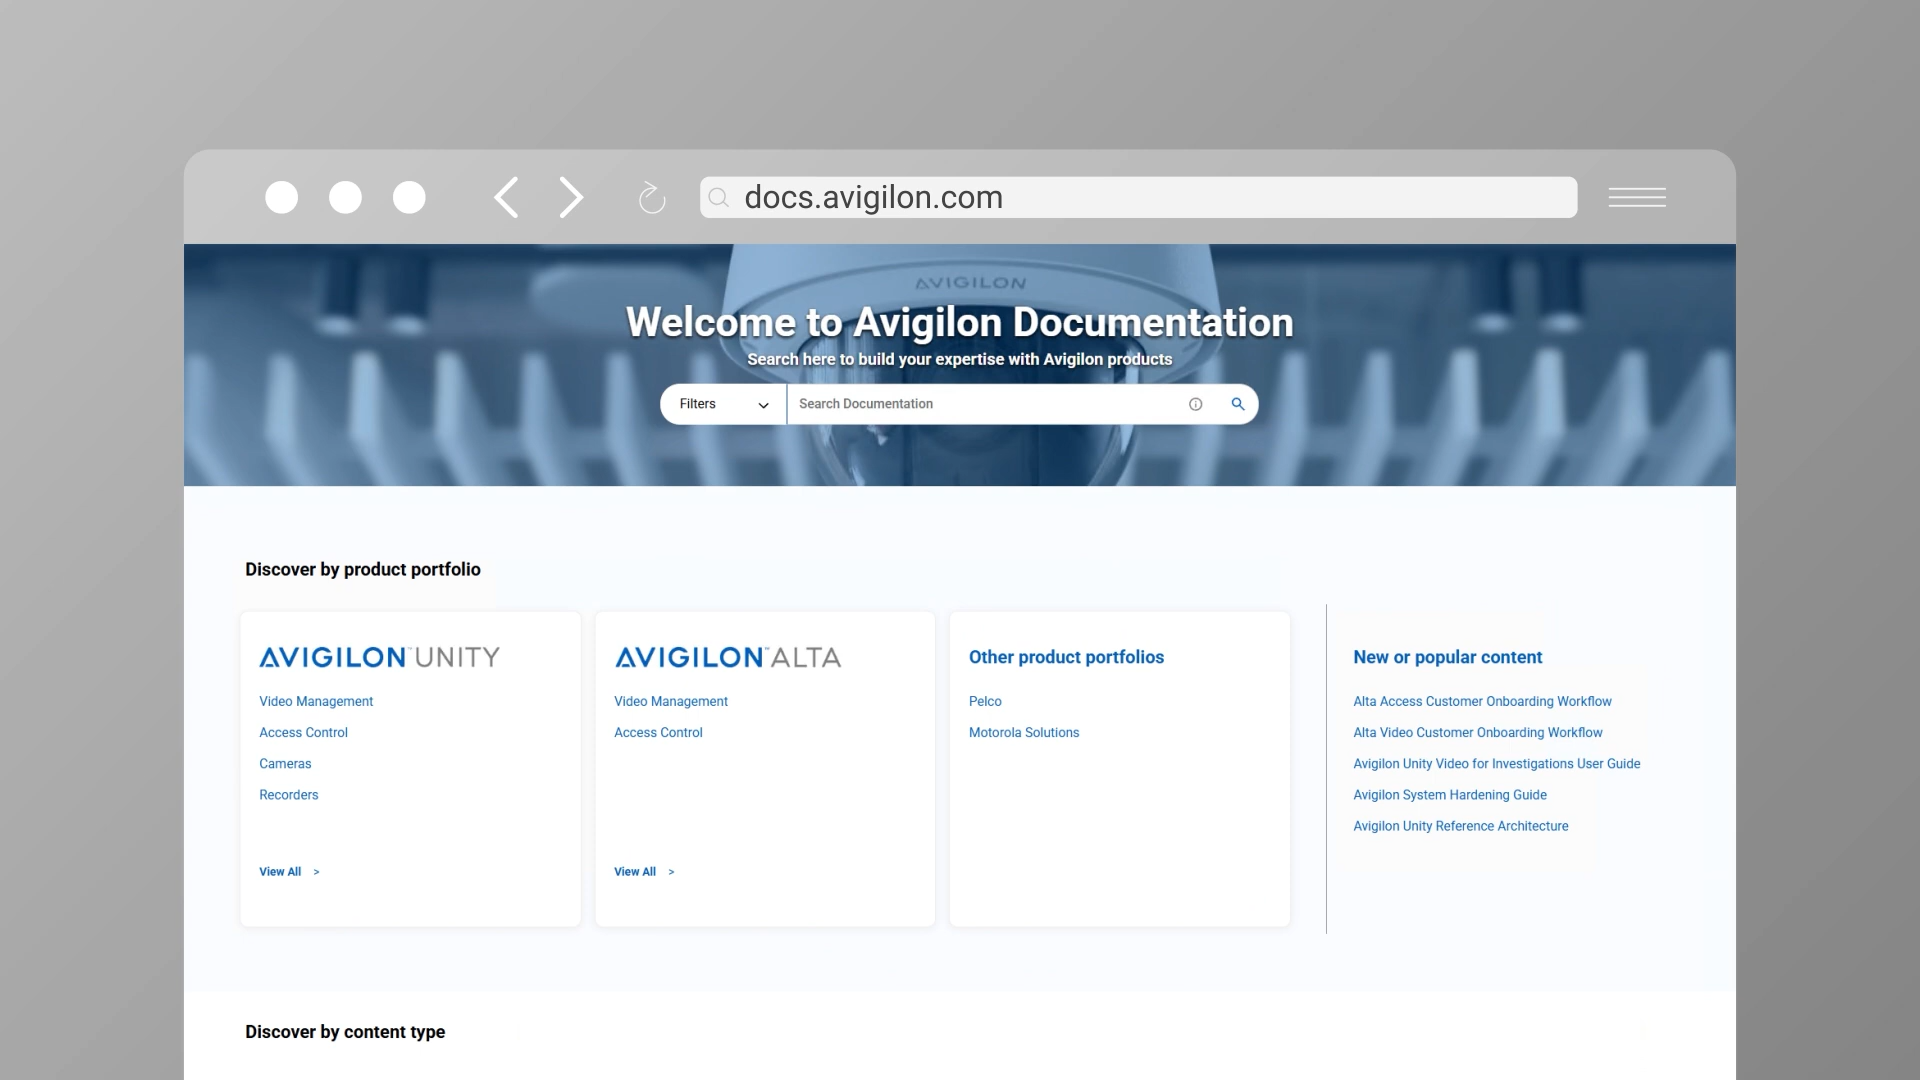 docs.avigilon.com
AVIGILON
Welcome to Avigilon Documentation
Search here to build your expertise with Avigilon products
Filters
Search Documentation
Discover by product portfolio
AVIGILON™ UNITY
Video Management
Access Control
Cameras
Recorders
View All >
AVIGILON™ ALTA
Video Management
Access Control
View All >
Other product portfolios
Pelco
Motorola Solutions
New or popular content
Alta Access Customer Onboarding Workflow
Alta Video Customer Onboarding Workflow
Avigilon Unity Video for Investigations User Guide
Avigilon System Hardening Guide
Avigilon Unity Reference Architecture
Discover by content type